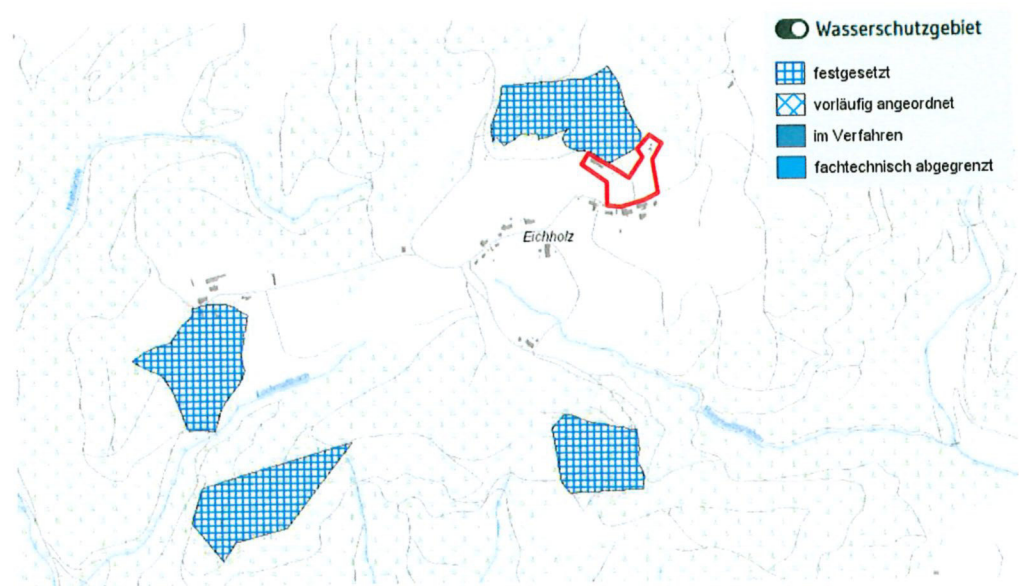 Wasserschutzgebiet
festgesetzt
vorläufig angeordnet
im Verfahren
fachtechnisch abgegrenzt
Eichholz